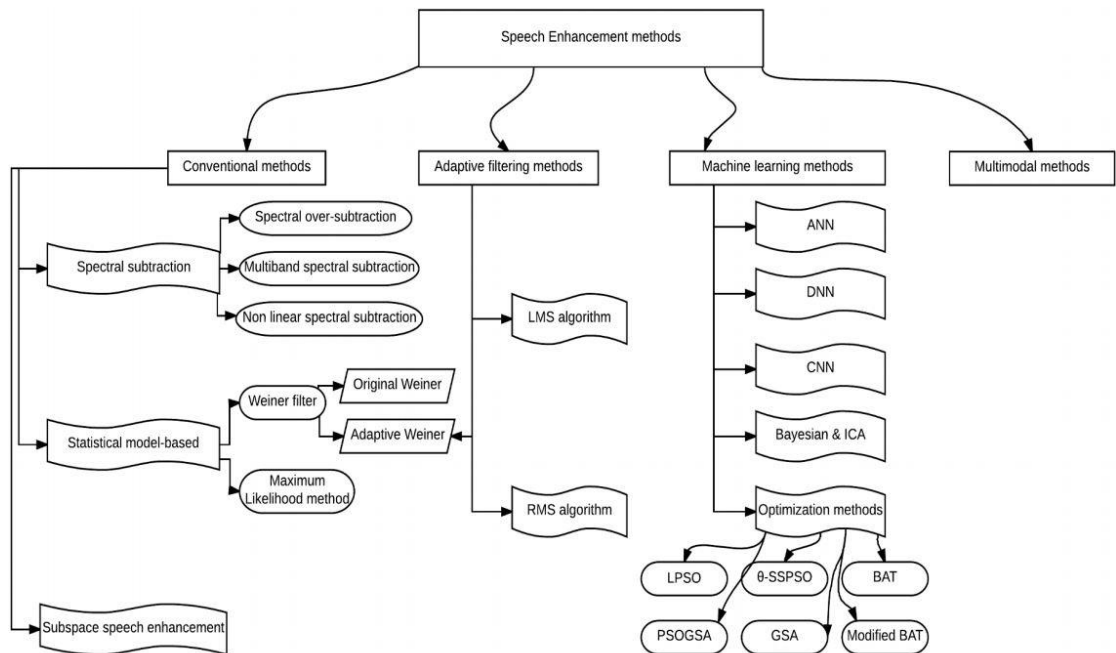 Speech Enhancement methods
Conventional methods
Adaptive filtering methods
Machine learning methods
Multimodal methods
Spectral subtraction
Spectral over-subtraction
Multiband spectral subtraction
Non linear spectral subtraction
Statistical model-based
Weiner filter
Original Weiner
Adaptive Weiner
Maximum
Likelihood method
Subspace speech enhancement
LMS algorithm
RMS algorithm
ANN
DNN
CNN
Bayesian & ICA
Optimization methods
LPSO
θ-SSPSO
BAT
PSOGSA
GSA
Modified BAT